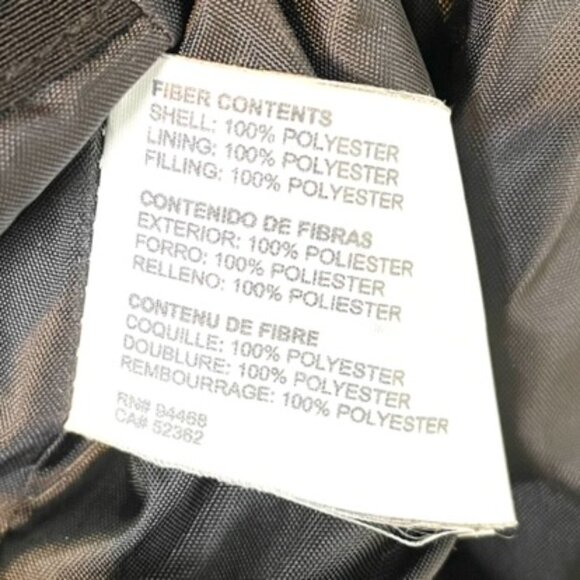 FIBER CONTENTS
SHELL: 100% POLYESTER
LINING: 100% POLYESTER
FILLING: 100% POLYESTER
CONTENIDO DE FIBRAS
EXTERIOR: 100% POLIESTER
FORRO: 100% POLIESTER
RELLENO: 100% POLIESTER
CONTENU DE FIBRE
COQUILLE: 100% POLYESTER
DOUBLURE: 100% POLYESTER
REMBOURRAGE: 100% POLYESTER
RN# 94468
CA# 52362